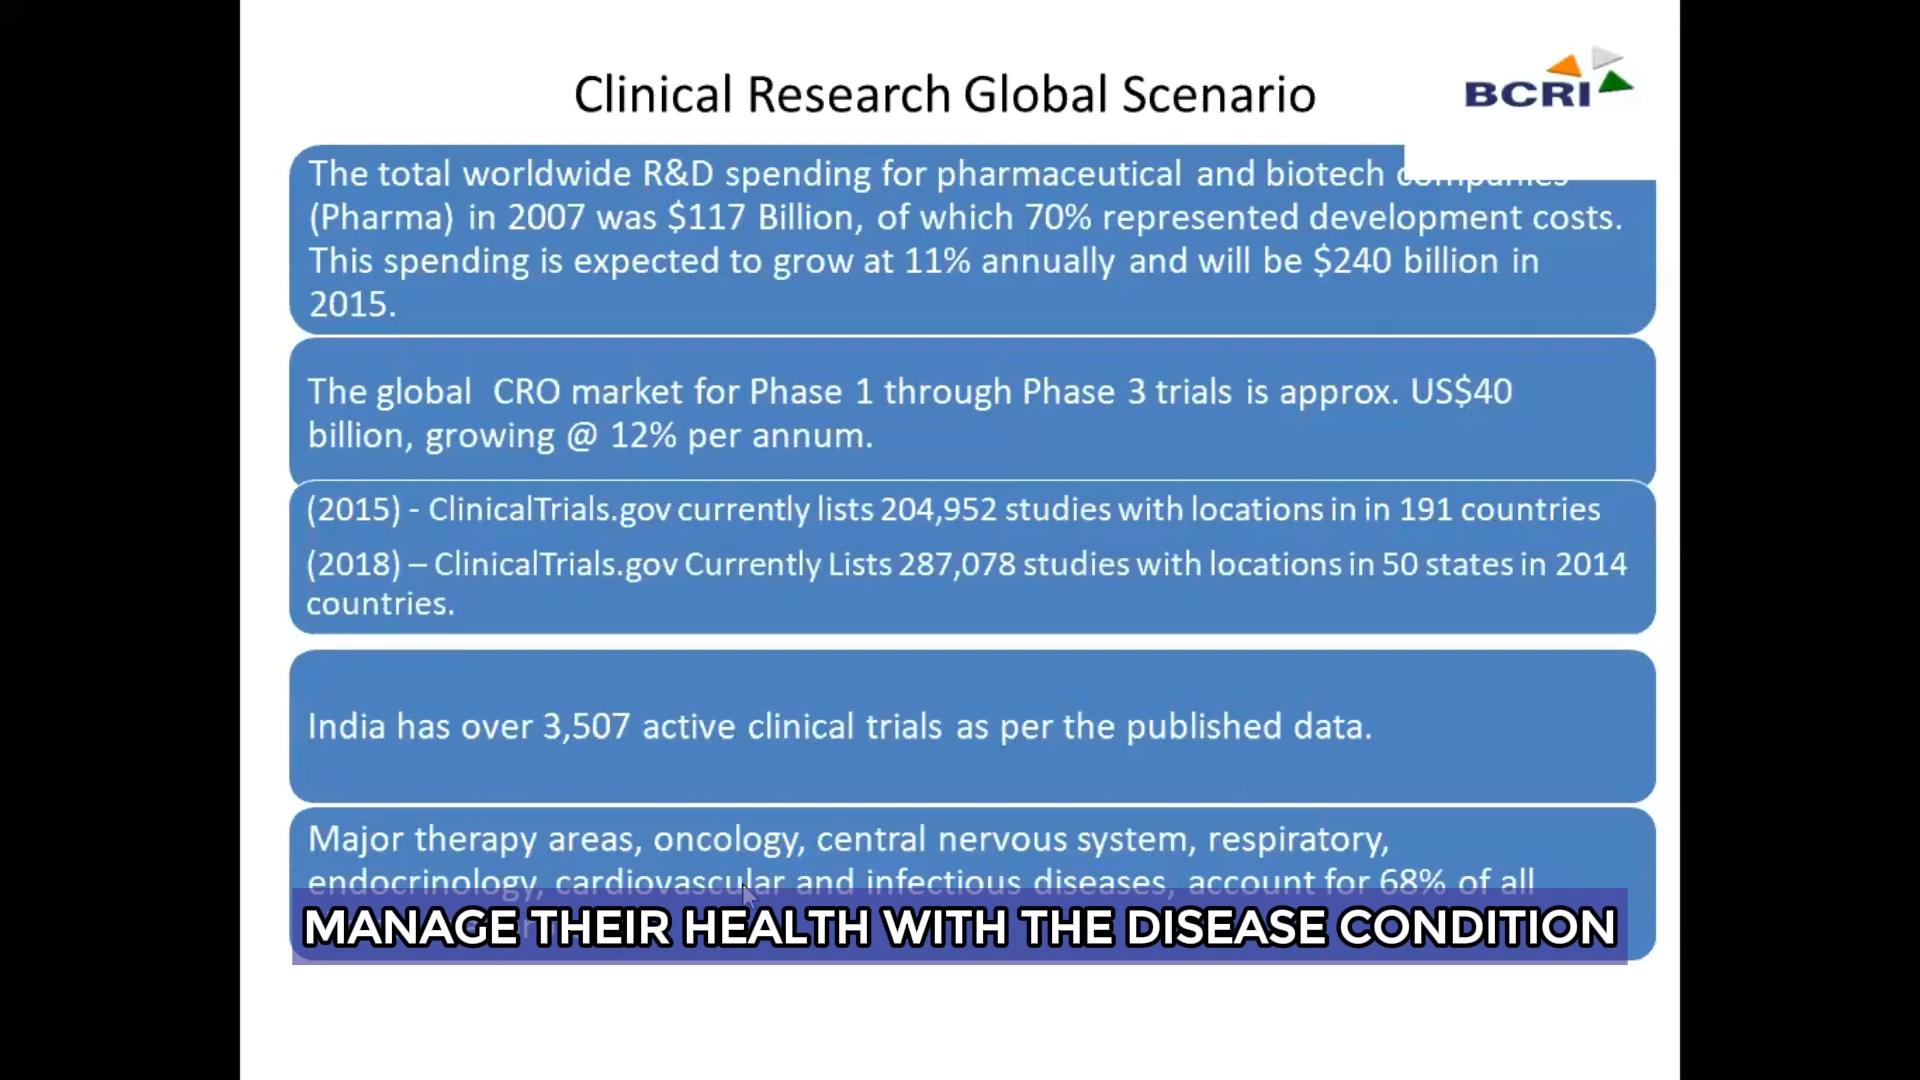 Clinical Research Global Scenario
BCRI
The total worldwide R&D spending for pharmaceutical and biotech companies
(Pharma) in 2007 was $117 Billion, of which 70% represented development costs.
This spending is expected to grow at 11% annually and will be $240 billion in
2015.
The global CRO market for Phase 1 through Phase 3 trials is approx. US$40
billion, growing @ 12% per annum.
(2015) - ClinicalTrials.gov currently lists 204,952 studies with locations in in 191 countries
(2018) – ClinicalTrials.gov Currently Lists 287,078 studies with locations in 50 states in 2014
countries.
India has over 3,507 active clinical trials as per the published data.
Major therapy areas, oncology, central nervous system, respiratory,
endocrinology, cardiovascular and infectious diseases, account for 68% of all
MANAGE THEIR HEALTH WITH THE DISEASE CONDITION